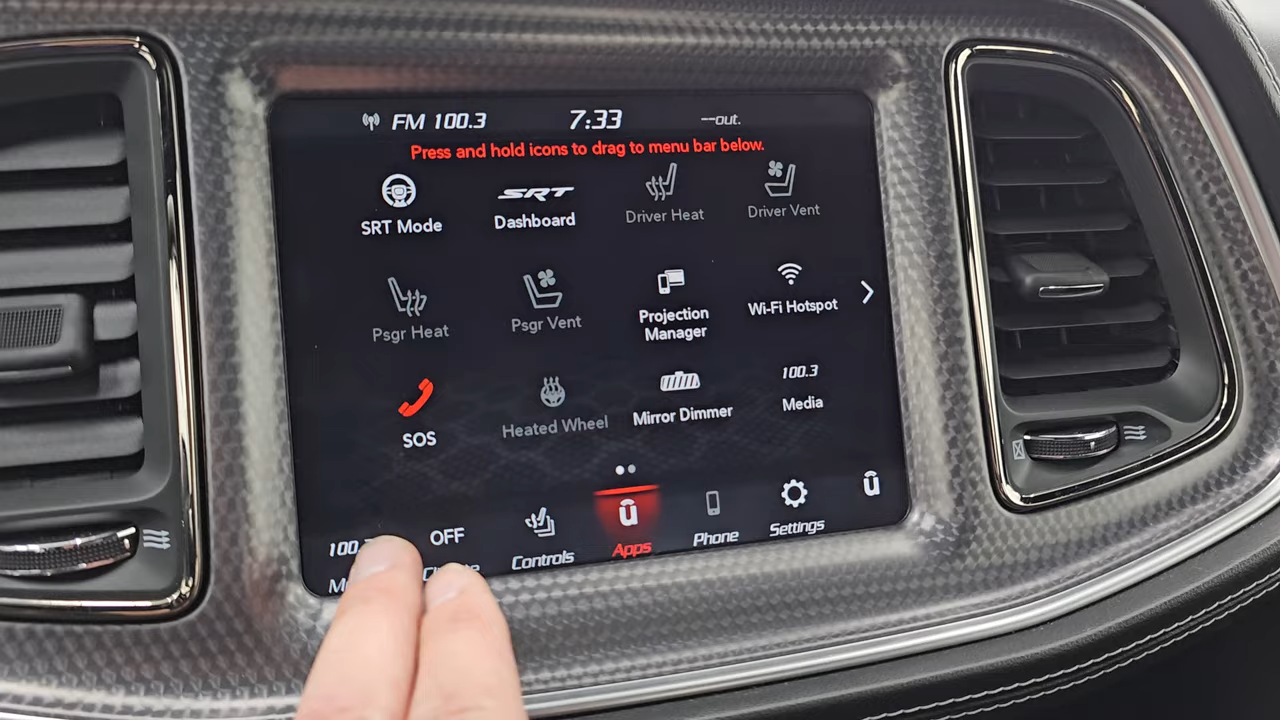 FM 100.3 7:33 --out.
Press and hold icons to drag to menu bar below.
SRT Mode
SRT
Dashboard
Driver Heat
Driver Vent
Psgr Heat
Psgr Vent
Projection
Manager
Wi-Fi Hotspot
SOS
Heated Wheel
Mirror Dimmer
100.3
Media
OFF
Controls
Apps
Phone
Settings